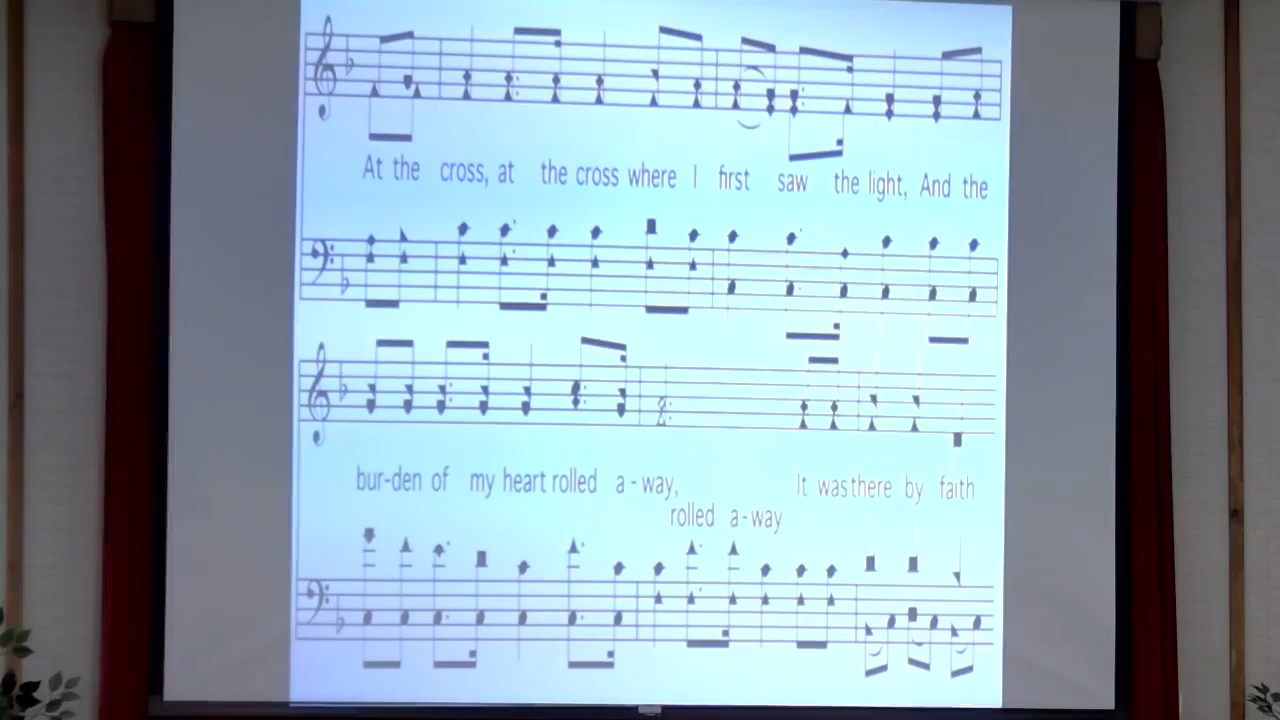 At the cross, at the cross where I first saw the light, And the
bur-den of my heart rolled a-way, It was there by faith
rolled a-way